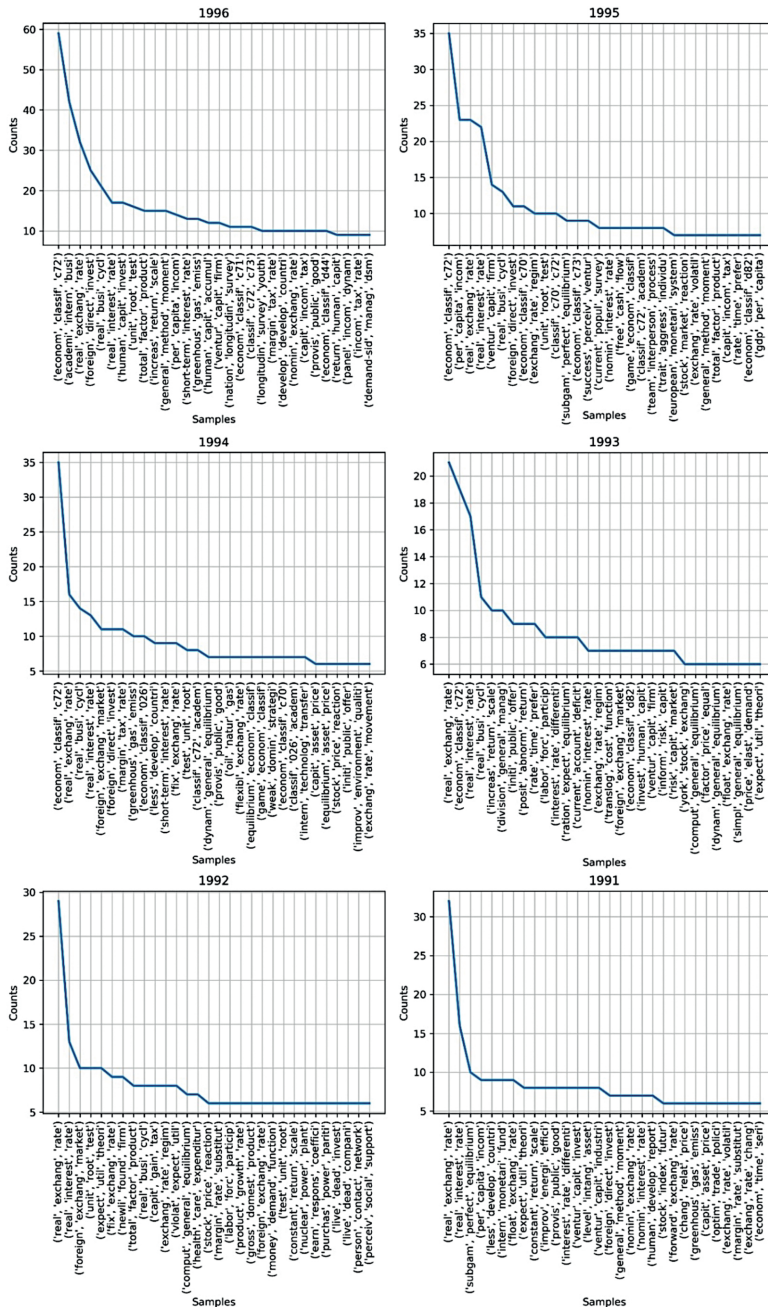 1996
60
50
40
30
20
10
Counts
('econom', 'classif', 'c72')
('academi', 'intern', 'busi')
('real', 'exchang', 'rate')
('foreign', 'direct', 'invest')
('real', 'busi', 'cycl')
('real', 'interest', 'rate')
('human', 'capit', 'invest')
('unit', 'root', 'test')
('total', 'factor', 'product')
('increas', 'return', 'scale')
('general', 'method', 'moment')
('per', 'capita', 'incom')
('short-term', 'interest', 'rate')
('greenhous', 'gas', 'emiss')
('human', 'capit', 'accumul')
('ventur', 'capit', 'firm')
('nation', 'longitudin', 'survey')
('econom', 'classif', 'c71')
('classif', 'c72', 'c73')
('longitudin', 'survey', 'youth')
('margin', 'tax', 'rate')
('develop', 'develop', 'countri')
('nomin', 'exchang', 'rate')
('capit', 'incom', 'tax')
('provis', 'public', 'good')
('econom', 'classif', 'd44')
('return', 'human', 'capit')
('panel', 'incom', 'dynam')
('incom', 'tax', 'rate')
('demand-sid', 'manag', 'dsm')
Samples
1995
35
30
25
20
15
10
Counts
('econom', 'classif', 'c72')
('per', 'capita', 'incom')
('real', 'exchang', 'rate')
('real', 'interest', 'rate')
('ventur', 'capit', 'firm')
('real', 'busi', 'cycl')
('foreign', 'direct', 'invest')
('econom', 'classif', 'c70')
('exchang', 'rate', 'regim')
('unit', 'root', 'test')
('classif', 'c70', 'c72')
('subgam', 'perfect', 'equilibrium')
('econom', 'classif', 'c73')
('success', 'perceiv', 'ventur')
('current', 'popul', 'survey')
('nomin', 'interest', 'rate')
('free', 'cash', 'flow')
('game', 'econom', 'classif')
('classif', 'c72', 'academ')
('team', 'interperson', 'process')
('trait', 'aggress', 'individu')
('european', 'monetari', 'system')
('stock', 'market', 'reaction')
('exchang', 'rate', 'volatil')
('general', 'method', 'moment')
('total', 'factor', 'product')
('capit', 'incom', 'tax')
('rate', 'time', 'prefer')
('econom', 'classif', 'd82')
('gdp', 'per', 'capita')
Samples
1994
35
30
25
20
15
10
5
Counts
('econom', 'classif', 'c72')
('real', 'exchang', 'rate')
('real', 'busi', 'cycl')
('real', 'interest', 'rate')
('foreign', 'exchang', 'market')
('foreign', 'direct', 'invest')
('margin', 'tax', 'rate')
('greenhous', 'gas', 'emiss')
('econom', 'classif', '026')
('less', 'develop', 'countri')
('short-term', 'interest', 'rate')
('fix', 'exchang', 'rate')
('test', 'unit', 'root')
('classif', 'c72', 'academ')
('dynam', 'general', 'equilibrium')
('provis', 'public', 'good')
('oil', 'natur', 'gas')
('flexibl', 'exchang', 'rate')
('equilibrium', 'econom', 'classif')
('game', 'econom', 'classif')
('weak', 'domin', 'strategi')
('econom', 'classif', 'c70')
('classif', '026', 'academ')
('intern', 'technolog', 'transfer')
('capit', 'asset', 'price')
('equilibrium', 'asset', 'price')
('stock', 'price', 'reaction')
('initi', 'public', 'offer')
('improv', 'environment', 'qualiti')
('exchang', 'rate', 'movement')
Samples
1993
20
18
16
14
12
10
8
6
Counts
('real', 'exchang', 'rate')
('econom', 'classif', 'c72')
('real', 'interest', 'rate')
('real', 'busi', 'cycl')
('increas', 'return', 'scale')
('division', 'general', 'manag')
('initi', 'public', 'offer')
('posit', 'abnorm', 'return')
('rate', 'time', 'prefer')
('labor', 'forc', 'particip')
('interest', 'rate', 'differenti')
('ration', 'expect', 'equilibrium')
('current', 'account', 'deficit')
('nomin', 'interest', 'rate')
('exchang', 'rate', 'regim')
('translog', 'cost', 'function')
('foreign', 'exchang', 'market')
('econom', 'classif', 'd82')
('invest', 'human', 'capit')
('ventur', 'capit', 'firm')
('inform', 'risk', 'capit')
('risk', 'capit', 'market')
('york', 'stock', 'exchang')
('comput', 'general', 'equilibrium')
('factor', 'price', 'equal')
('dynam', 'general', 'equilibrium')
('float', 'exchang', 'rate')
('simpl', 'general', 'equilibrium')
('price', 'elast', 'demand')
('expect', 'util', 'theori')
Samples
1992
30
25
20
15
10
5
Counts
('real', 'exchang', 'rate')
('real', 'interest', 'rate')
('foreign', 'exchang', 'market')
('unit', 'root', 'test')
('expect', 'util', 'theori')
('fix', 'exchang', 'rate')
('newli', 'found', 'firm')
('total', 'factor', 'product')
('real', 'busi', 'cycl')
('capit', 'gain', 'tax')
('exchang', 'rate', 'regim')
('violat', 'expect', 'util')
('comput', 'general', 'equilibrium')
('health', 'care', 'expenditur')
('stock', 'price', 'reaction')
('margin', 'rate', 'substitut')
('labor', 'forc', 'particip')
('product', 'growth', 'rate')
('gross', 'domest', 'product')
('foreign', 'exchang', 'rate')
('money', 'demand', 'function')
('test', 'unit', 'root')
('constant', 'return', 'scale')
('nuclear', 'power', 'plant')
('earn', 'respons', 'coeffici')
('purchas', 'power', 'pariti')
('live', 'dead', 'invest')
('live', 'dead', 'compani')
('person', 'contact', 'network')
('perceiv', 'social', 'support')
Samples
1991
30
25
20
15
10
5
Counts
('real', 'exchang', 'rate')
('real', 'interest', 'rate')
('subgam', 'perfect', 'equilibrium')
('per', 'capita', 'incom')
('less', 'develop', 'countri')
('intern', 'monetari', 'fund')
('float', 'exchang', 'rate')
('expect', 'util', 'theori')
('constant', 'return', 'scale')
('improv', 'energi', 'effici')
('provis', 'public', 'good')
('interest', 'rate', 'differenti')
('ventur', 'capit', 'invest')
('level', 'intang', 'asset')
('ventur', 'capit', 'industri')
('foreign', 'direct', 'invest')
('general', 'method', 'moment')
('nomin', 'exchang', 'rate')
('nomin', 'interest', 'rate')
('human', 'develop', 'report')
('stock', 'index', 'futur')
('forward', 'exchang', 'rate')
('chang', 'relat', 'price')
('greenhous', 'gas', 'emiss')
('capit', 'asset', 'price')
('optim', 'trade', 'polici')
('exchang', 'rate', 'volatil')
('margin', 'rate', 'substitut')
('exchang', 'rate', 'chang')
('econom', 'time', 'seri')
Samples